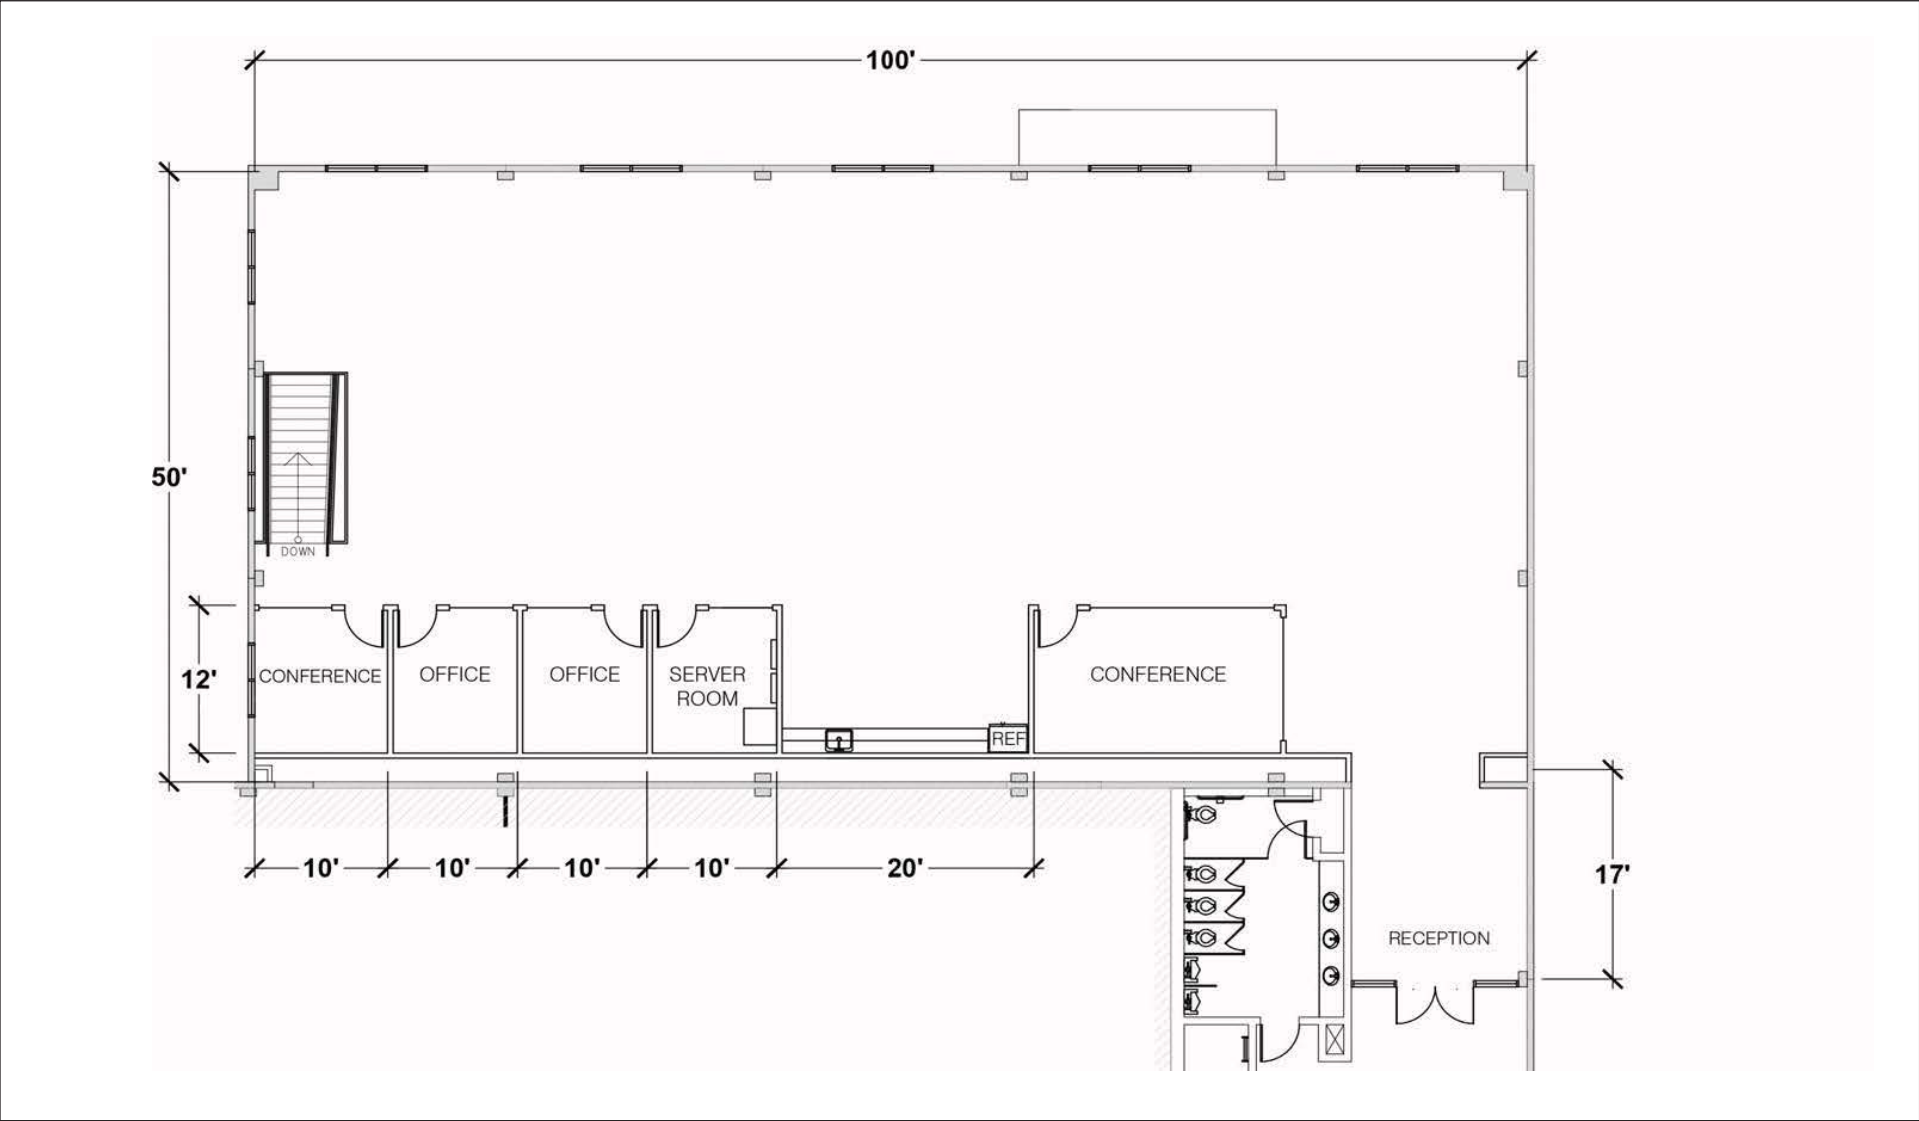 100'
50'
DOWN
12'
CONFERENCE
OFFICE
OFFICE
SERVER
ROOM
CONFERENCE
REF
10'
10'
10'
10'
20'
17'
RECEPTION